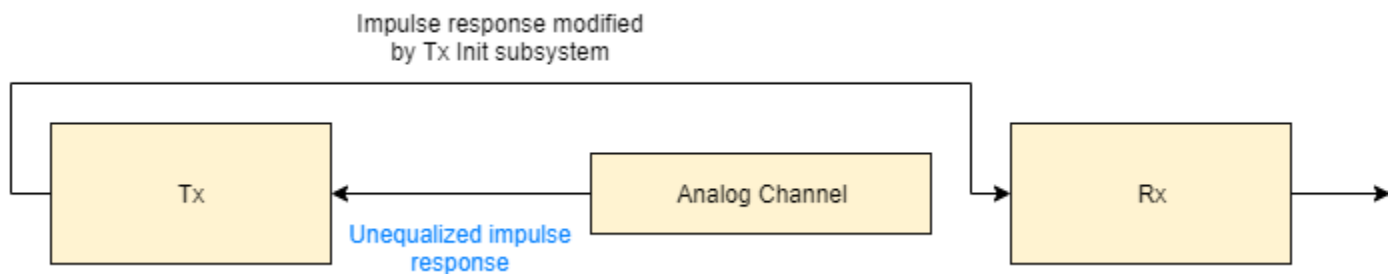 Impulse response modified
by Tx Init subsystem
Tx
Analog Channel
Rx
Unequalized impulse
response